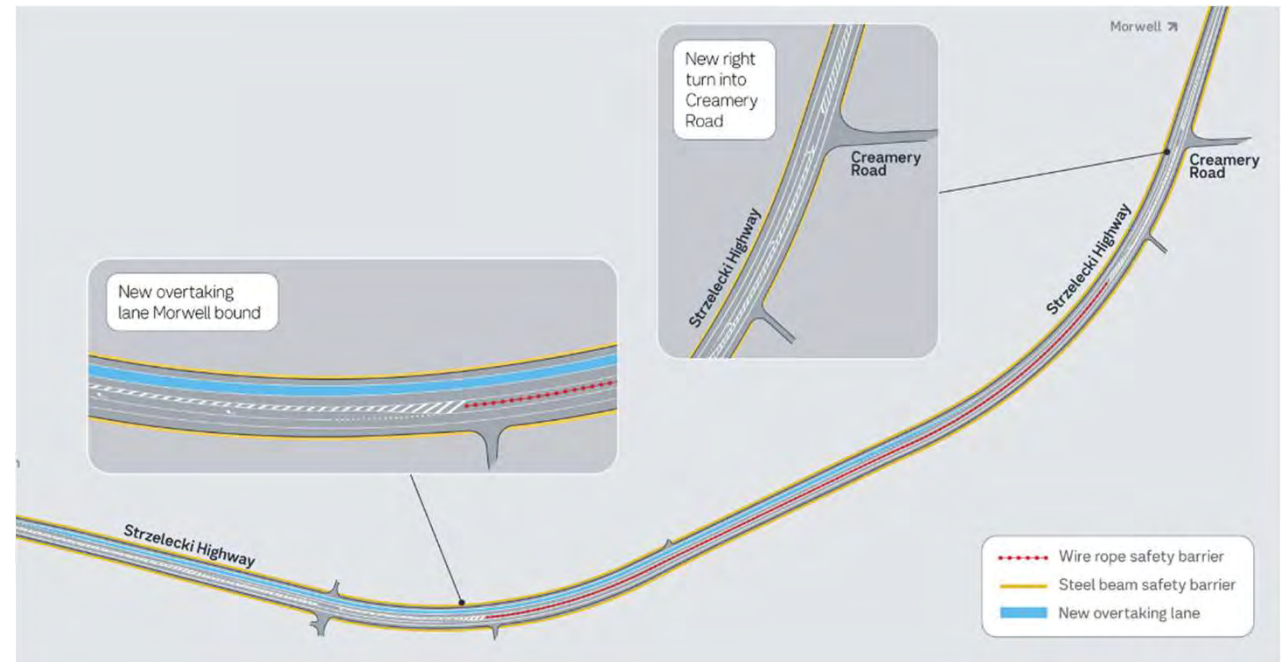 Morwell
New right
turn into
Creamery
Road
Creamery
Road
Strzelecki Highway
Creamery
Road
Strzelecki Highway
New overtaking
lane Morwell bound
Strzelecki Highway
Wire rope safety barrier
Steel beam safety barrier
New overtaking lane